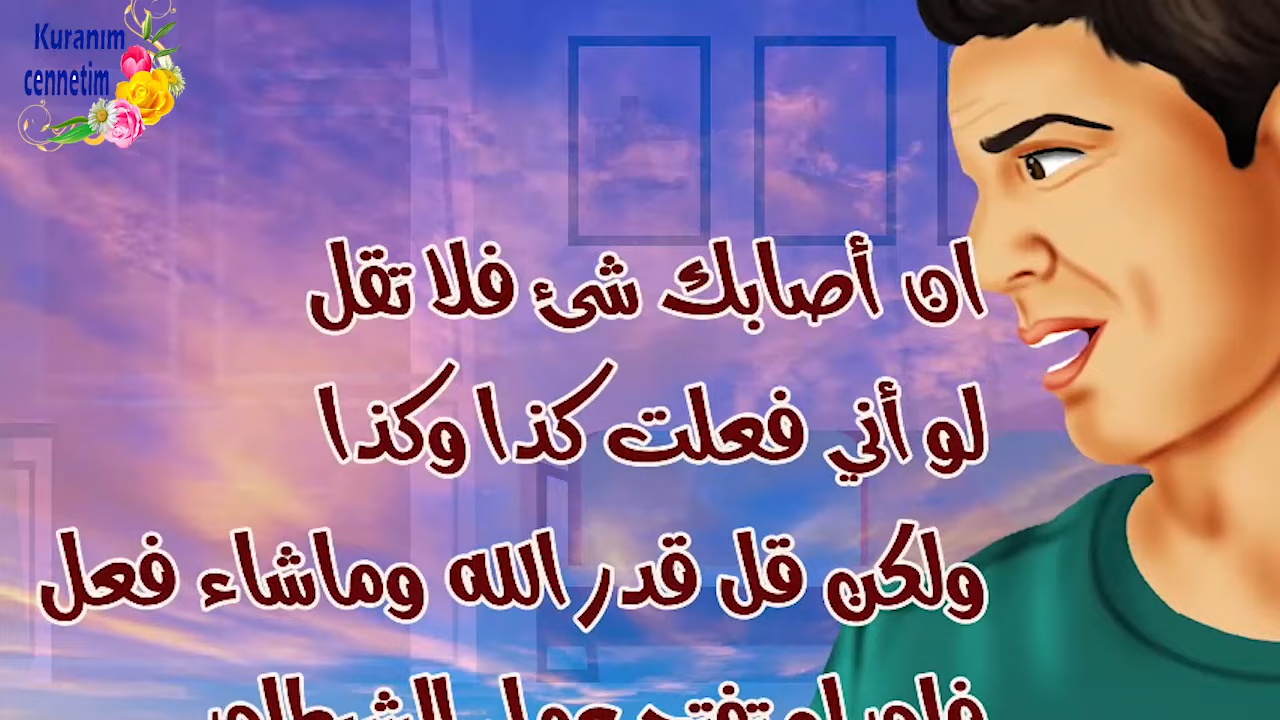 Kuranım
cennetim
ان أصابك شئ فلا تقل
لو أني فعلت كذا وكذا
ولكن قل قدر الله وماشاء فعل